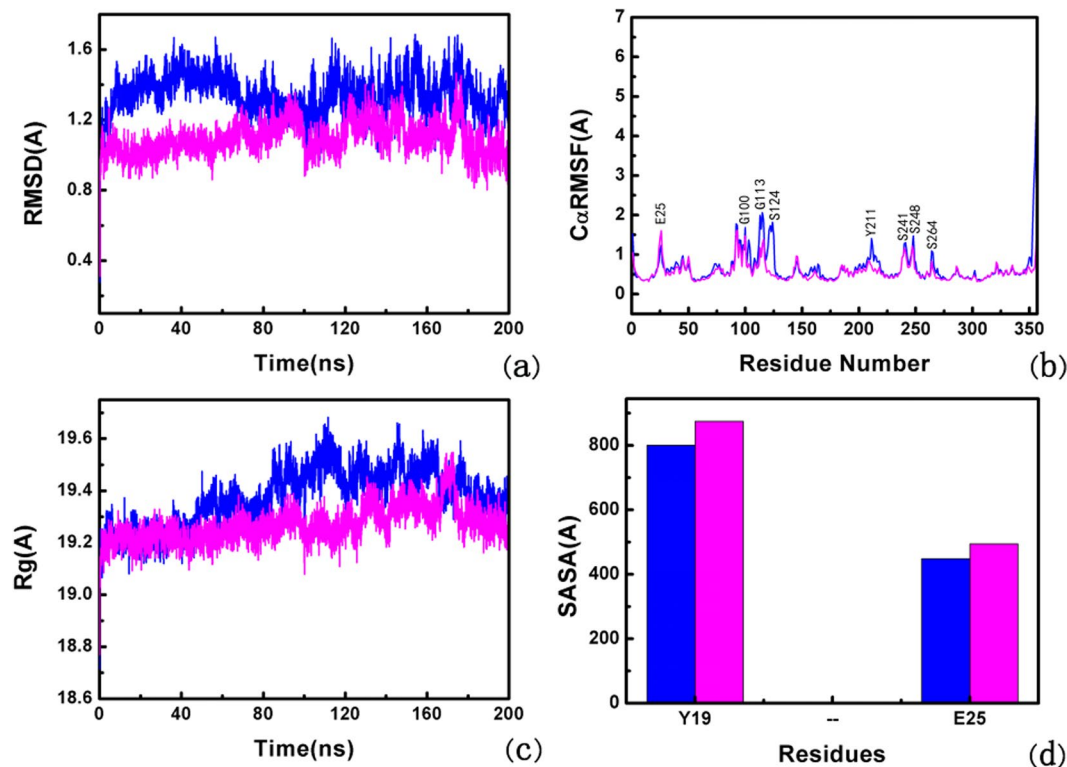 RMSD(A)
1.6
1.2
0.8
0.4
0 40 80 120 160 200
Time(ns)
(a)
CαRMSF(A)
7
6
5
4
3
2
1
0
E25
G100
G113
S124
Y211
S241
S248
S264
0 50 100 150 200 250 300 350
Residue Number
(b)
Rg(A)
19.6
19.4
19.2
19.0
18.8
18.6
0 40 80 120 160 200
Time(ns)
(c)
SASA(A)
800
600
400
200
0
Y19 -- E25
Residues
(d)